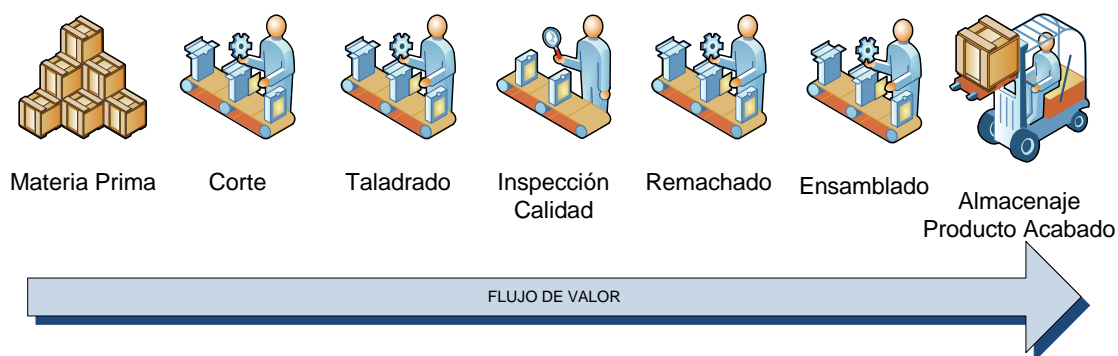 Materia Prima
Corte
Taladrado
Inspección
Calidad
Remachado
Ensamblado
Almacenaje
Producto Acabado
FLUJO DE VALOR